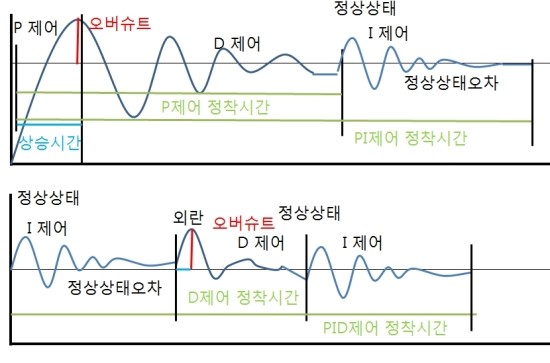 정상상태
P 제어
오버슈트
D 제어
I 제어
정상상태오차
P제어 정착시간
상승시간
PI제어 정착시간
정상상태
I 제어
정상상태오차
외란
오버슈트
정상상태
D 제어
I 제어
D제어 정착시간
PID제어 정착시간